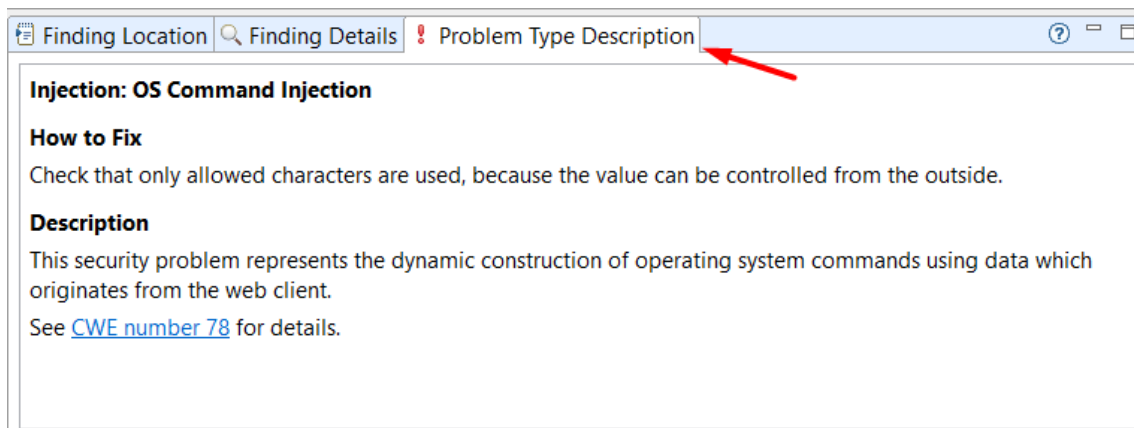 Finding Location Finding Details Problem Type Description
Injection: OS Command Injection
How to Fix
Check that only allowed characters are used, because the value can be controlled from the outside.
Description
This security problem represents the dynamic construction of operating system commands using data which
originates from the web client.
See CWE number 78 for details.